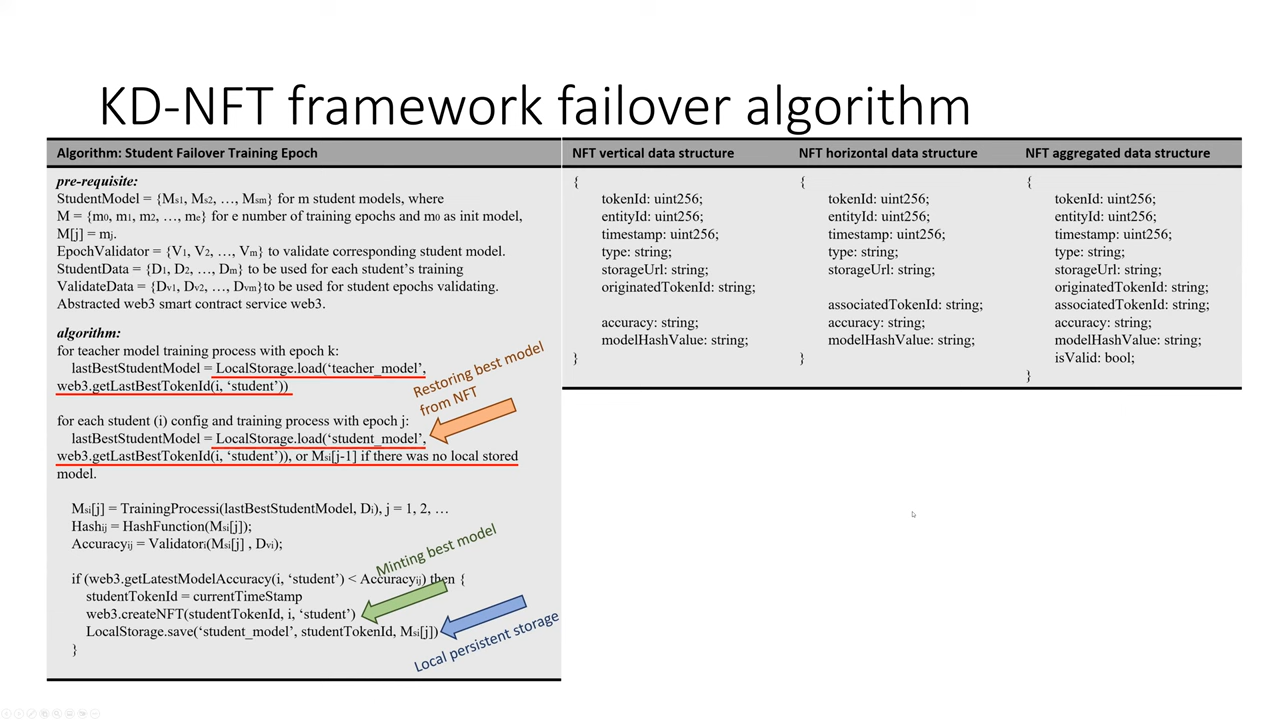 KD-NFT framework failover algorithm
Algorithm: Student Failover Training Epoch
pre-requisite:
StudentModel = {Ms1, Ms2, …, Msm} for m student models, where
M = {m0, m1, m2, …, me} for e number of training epochs and m0 as init model,
M[j] = mj.
EpochValidator = {V1, V2, …, Vm} to validate corresponding student model.
StudentData = {D1, D2, …, Dm} to be used for each student’s training
ValidateData = {Dv1, Dv2, …, Dvm}to be used for student epochs validating.
Abstracted web3 smart contract service web3.
algorithm:
for teacher model training process with epoch k:
lastBestStudentModel = LocalStorage.load(‘teacher_model’,
web3.getLastBestTokenId(i, ‘student’))
for each student (i) config and training process with epoch j:
lastBestStudentModel = LocalStorage.load(‘student_model’,
web3.getLastBestTokenId(i, ‘student’)), or Msi[j-1] if there was no local stored
model.
Msi[j] = TrainingProcessi(lastBestStudentModel, Di), j = 1, 2, …
Hashij = HashFunction(Msi[j]);
Accuracyij = Validatori(Msi[j] , Dvi);
if (web3.getLatestModelAccuracy(i, ‘student’) < Accuracyij) then {
studentTokenId = currentTimeStamp
web3.createNFT(studentTokenId, i, ‘student’)
LocalStorage.save(‘student_model’, studentTokenId, Msi[j])
}
Restoring best model
from NFT
Minting best model
Local persistent storage
NFT vertical data structure
{
tokenId: uint256;
entityId: uint256;
timestamp: uint256;
type: string;
storageUrl: string;
originatedTokenId: string;
accuracy: string;
modelHashValue: string;
}
NFT horizontal data structure
{
tokenId: uint256;
entityId: uint256;
timestamp: uint256;
type: string;
storageUrl: string;
associatedTokenId: string;
accuracy: string;
modelHashValue: string;
}
NFT aggregated data structure
{
tokenId: uint256;
entityId: uint256;
timestamp: uint256;
type: string;
storageUrl: string;
originatedTokenId: string;
associatedTokenId: string;
accuracy: string;
modelHashValue: string;
isValid: bool;
}